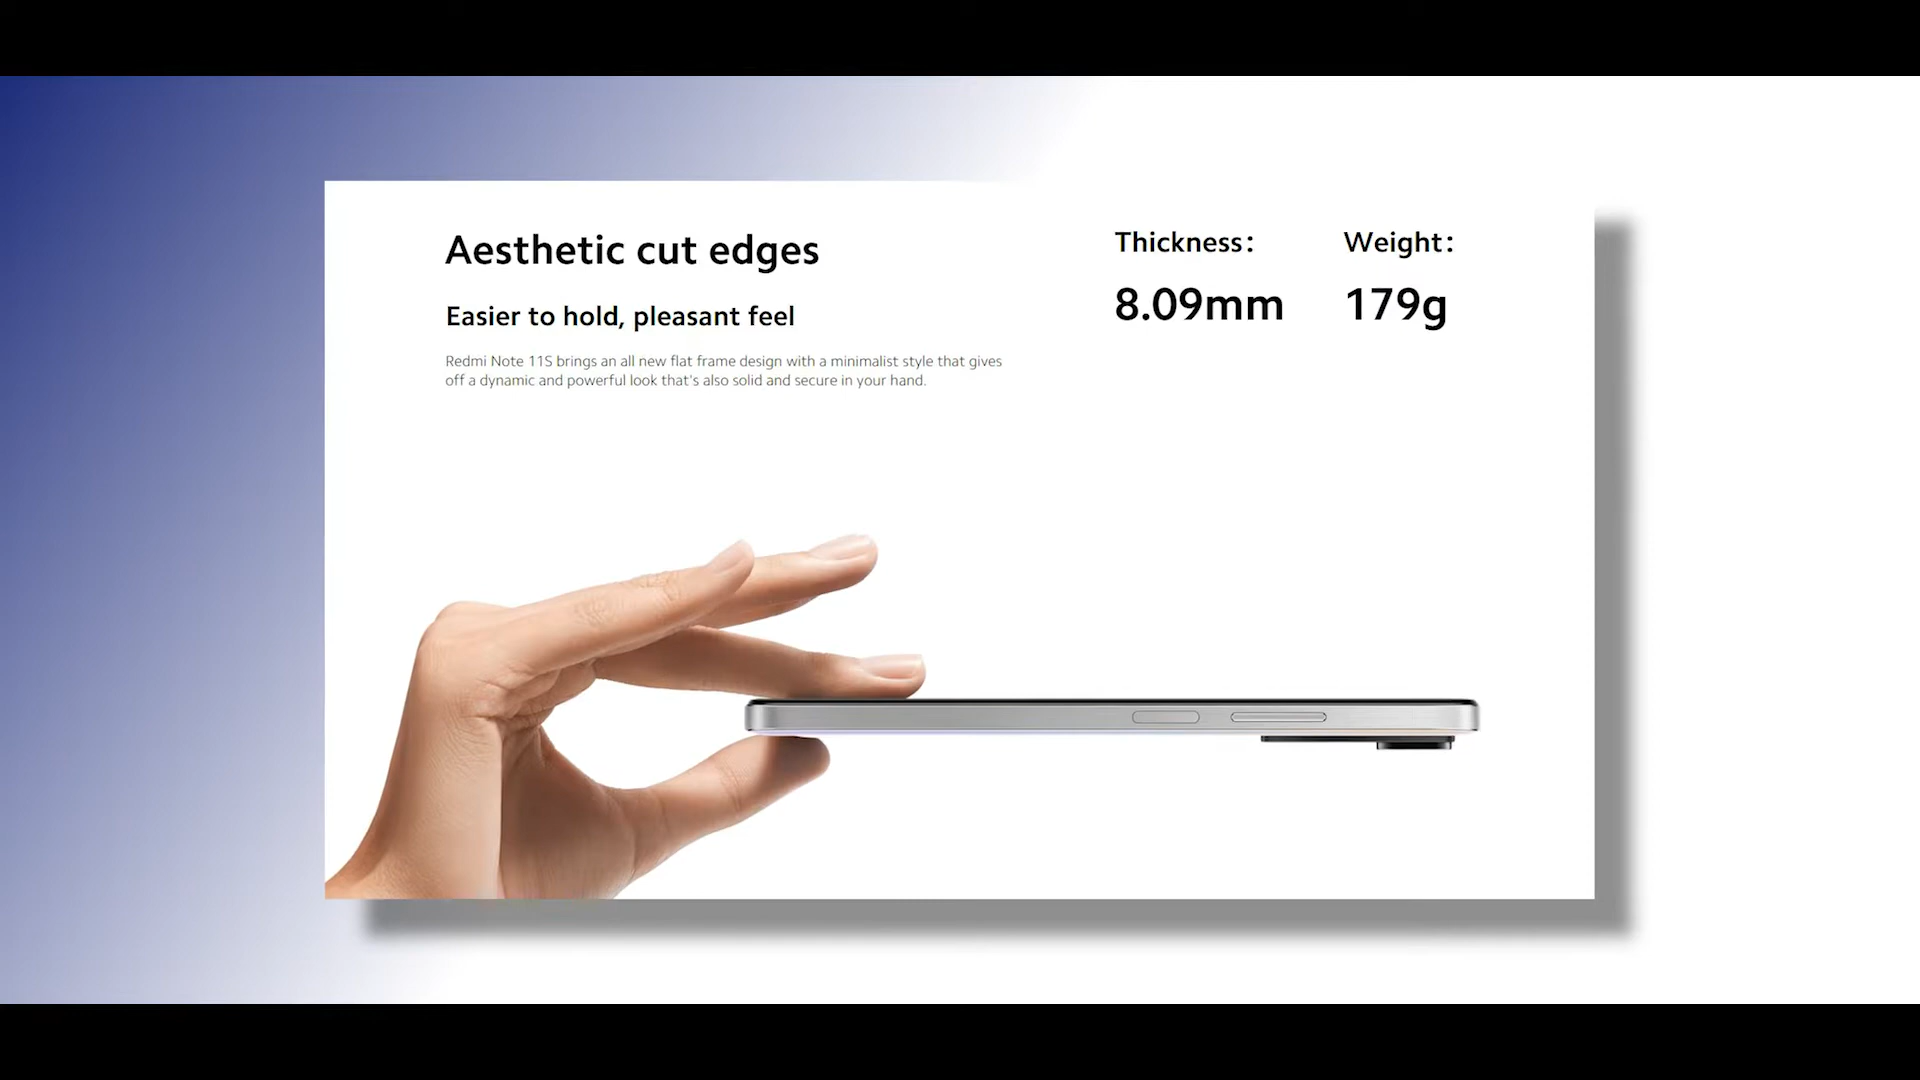 Aesthetic cut edges
Easier to hold, pleasant feel
Redmi Note 11S brings an all new flat frame design with a minimalist style that gives
off a dynamic and powerful look that's also solid and secure in your hand.
Thickness:
8.09mm
Weight:
179g